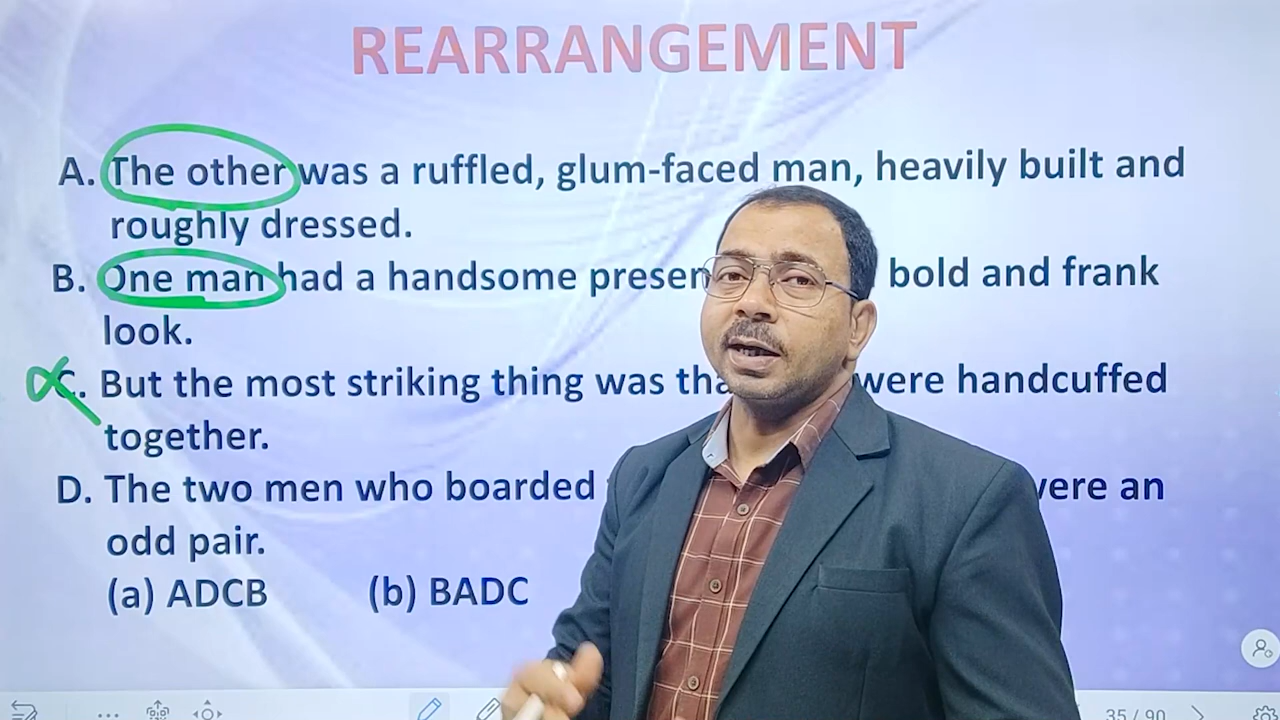 REARRANGEMENT
A. The other was a ruffled, glum-faced man, heavily built and
roughly dressed.
B. One man had a handsome bold and frank
look.
C. But the most striking thing was were handcuffed
together.
D. The two men who boarded were an
odd pair.
(a) ADCB (b) BADC
35/90